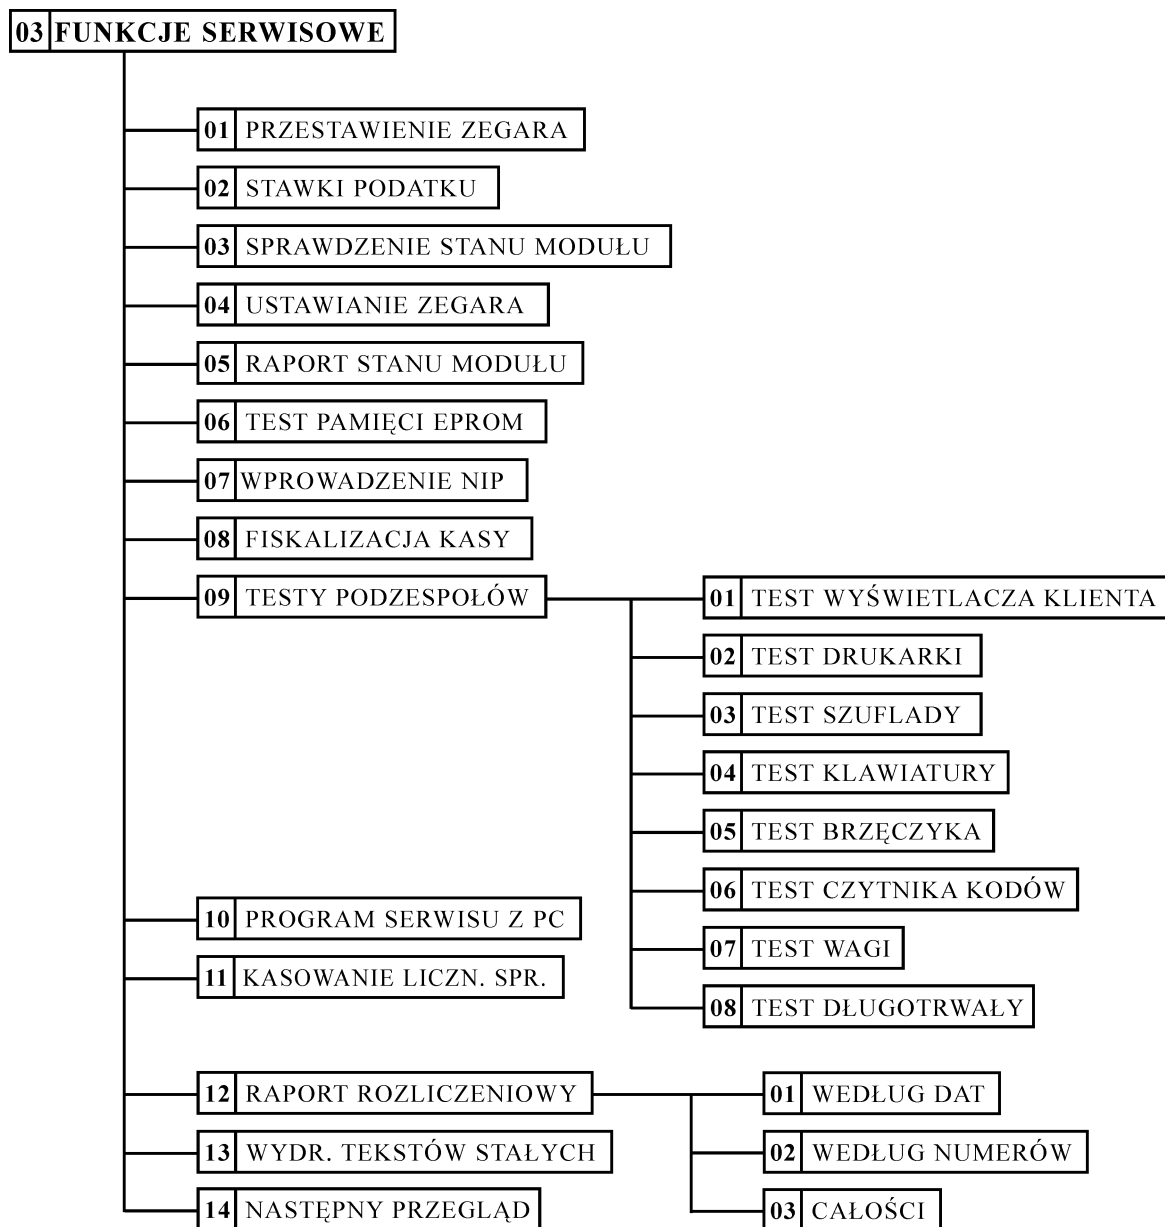 03 FUNKCJE SERWISOWE
01 PRZESTAWIENIE ZEGARA
02 STAWKI PODATKU
03 SPRAWDZENIE STANU MODUŁU
04 USTAWIANIE ZEGARA
05 RAPORT STANU MODUŁU
06 TEST PAMIĘCI EPROM
07 WPROWADZENIE NIP
08 FISKALIZACJA KASY
09 TESTY PODZESPOŁÓW
01 TEST WYŚWIETLACZA KLIENTA
02 TEST DRUKARKI
03 TEST SZUFLADY
04 TEST KLAWIATURY
05 TEST BRZĘCZYKA
06 TEST CZYTNIKA KODÓW
07 TEST WAGI
08 TEST DŁUGOTRWAŁY
10 PROGRAM SERWISU Z PC
11 KASOWANIE LICZN. SPR.
12 RAPORT ROZLICZENIOWY
01 WEDŁUG DAT
02 WEDŁUG NUMERÓW
03 CAŁOŚCI
13 WYDR. TEKSTÓW STAŁYCH
14 NASTĘPNY PRZEGLĄD